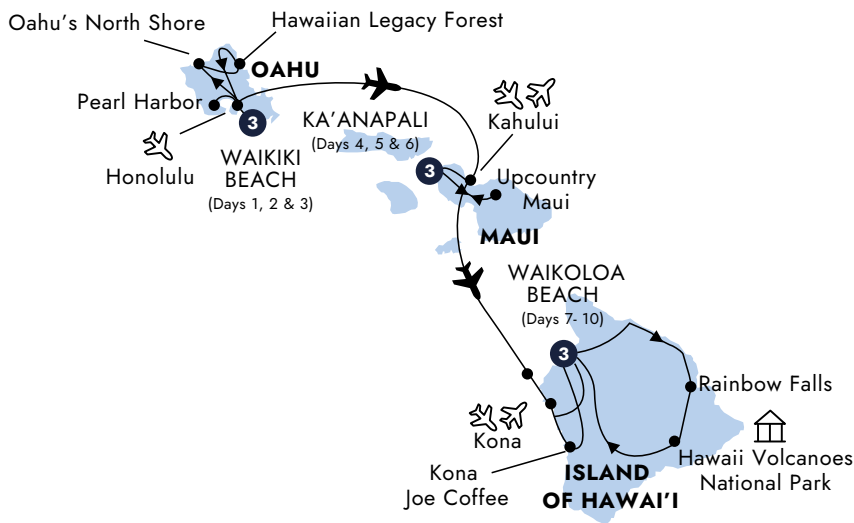 Oahu's North Shore
Hawaiian Legacy Forest
OAHU
Pearl Harbor
3
Honolulu
WAIKIKI
BEACH
(Days 1, 2 & 3)
KA'ANAPALI
(Days 4, 5 & 6)
Kahului
3
Upcountry
Maui
MAUI
WAIKOLOA
BEACH
(Days 7- 10)
3
Rainbow Falls
Kona
Hawaii Volcanoes
National Park
Kona
Joe Coffee
ISLAND
OF HAWAI'I